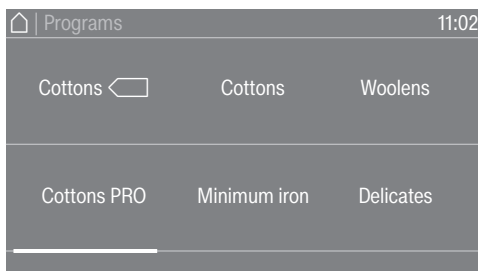 Programs 11:02
Cottons Cottons Woolens
Cottons PRO Minimum iron Delicates